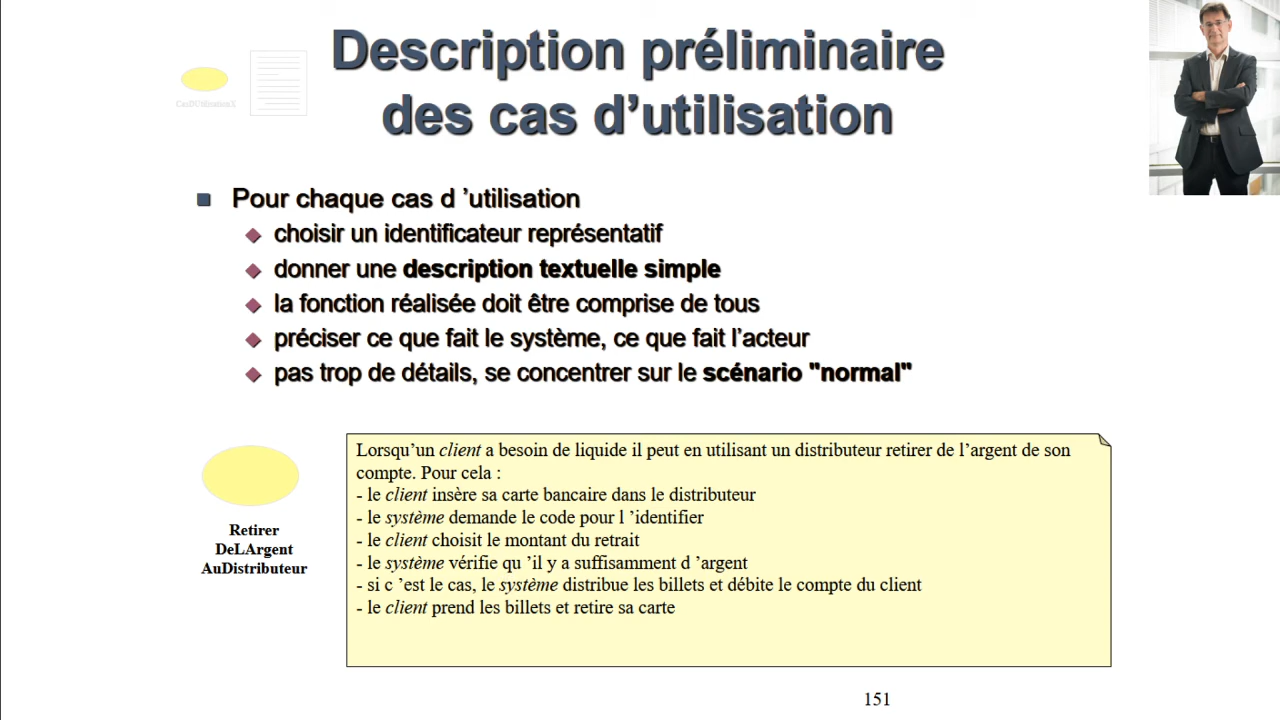 Description préliminaire
des cas d’utilisation
CasDUtilisationX
Pour chaque cas d ’utilisation
choisir un identificateur représentatif
donner une description textuelle simple
la fonction réalisée doit être comprise de tous
préciser ce que fait le système, ce que fait l’acteur
pas trop de détails, se concentrer sur le scénario "normal"
Lorsqu’un client a besoin de liquide il peut en utilisant un distributeur retirer de l’argent de son
compte. Pour cela :
- le client insère sa carte bancaire dans le distributeur
- le système demande le code pour l ’identifier
- le client choisit le montant du retrait
- le système vérifie qu ’il y a suffisamment d ’argent
- si c ’est le cas, le système distribue les billets et débite le compte du client
- le client prend les billets et retire sa carte
Retirer
DeLArgent
AuDistributeur
151